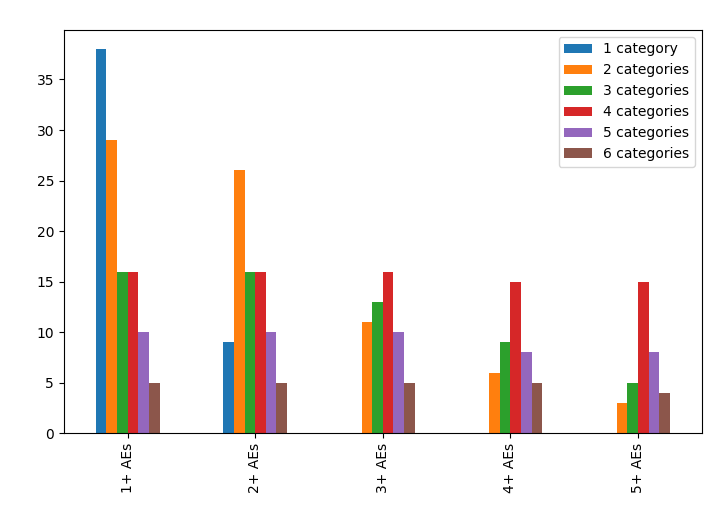 1 category
2 categories
3 categories
4 categories
5 categories
6 categories
35
30
25
20
15
10
5
0
1+ AEs
2+ AEs
3+ AEs
4+ AEs
5+ AEs